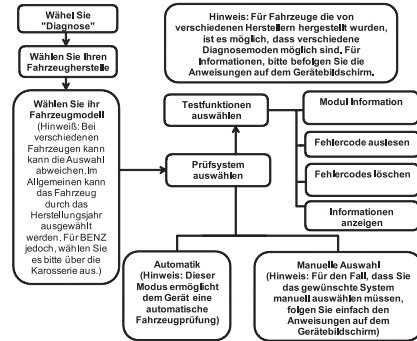 Wähel Sie
"Diagnose"
Wählen Sie Ihren
Fahrzeugherstelle
Wählen Sie ihr
Fahrzeugmodell
(Hinweiß: Bei
verschiedenen
Fahrzeugen kann
kann die Auswahl
abweichen.Im
Allgemeinen kann
das Fahrzeug
durch das
Herstellungsjahr
ausgewählt
werden. Für BENZ
jedoch, wählen Sie
es bitte über die
Karosserie aus.)
Hinweis: Für Fahrzeuge die von
verschiedenen Herstellern hergestellt wurden,
ist es möglich, dass verschiedene
Diagnosemoden möglich sind. Für
Informationen, bitte befolgen Sie die
Anweisungen auf dem Gerätebildschirm.
Testfunktionen
auswählen
Prüfsystem
auswählen
Modul Information
Fehlercode auslesen
Fehlercodes löschen
Informationen
anzeigen
Automatik
(Hinweis: Dieser
Modus ermöglicht
dem Gerät eine
automatische
Fahrzeugprüfung)
Manuelle Auswahl
(Hinweis: Für den Fall, dass Sie
das gewünschte System
manuell auswählen müssen,
folgen Sie einfach den
Anweisungen auf dem
Gerätebildschirm)